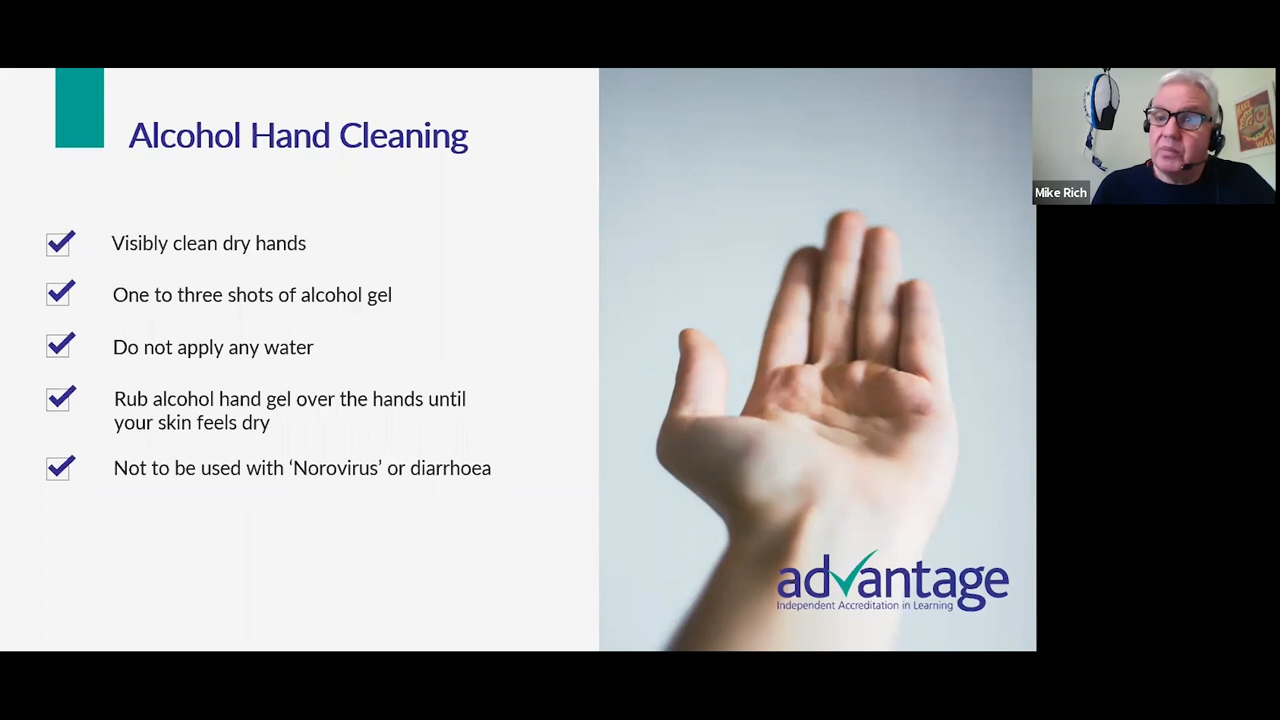 Alcohol Hand Cleaning
Visibly clean dry hands
One to three shots of alcohol gel
Do not apply any water
Rub alcohol hand gel over the hands until
your skin feels dry
Not to be used with ‘Norovirus’ or diarrhoea
advantage
Independent Accreditation in Learning
Mike Rich
MAKE
WAR